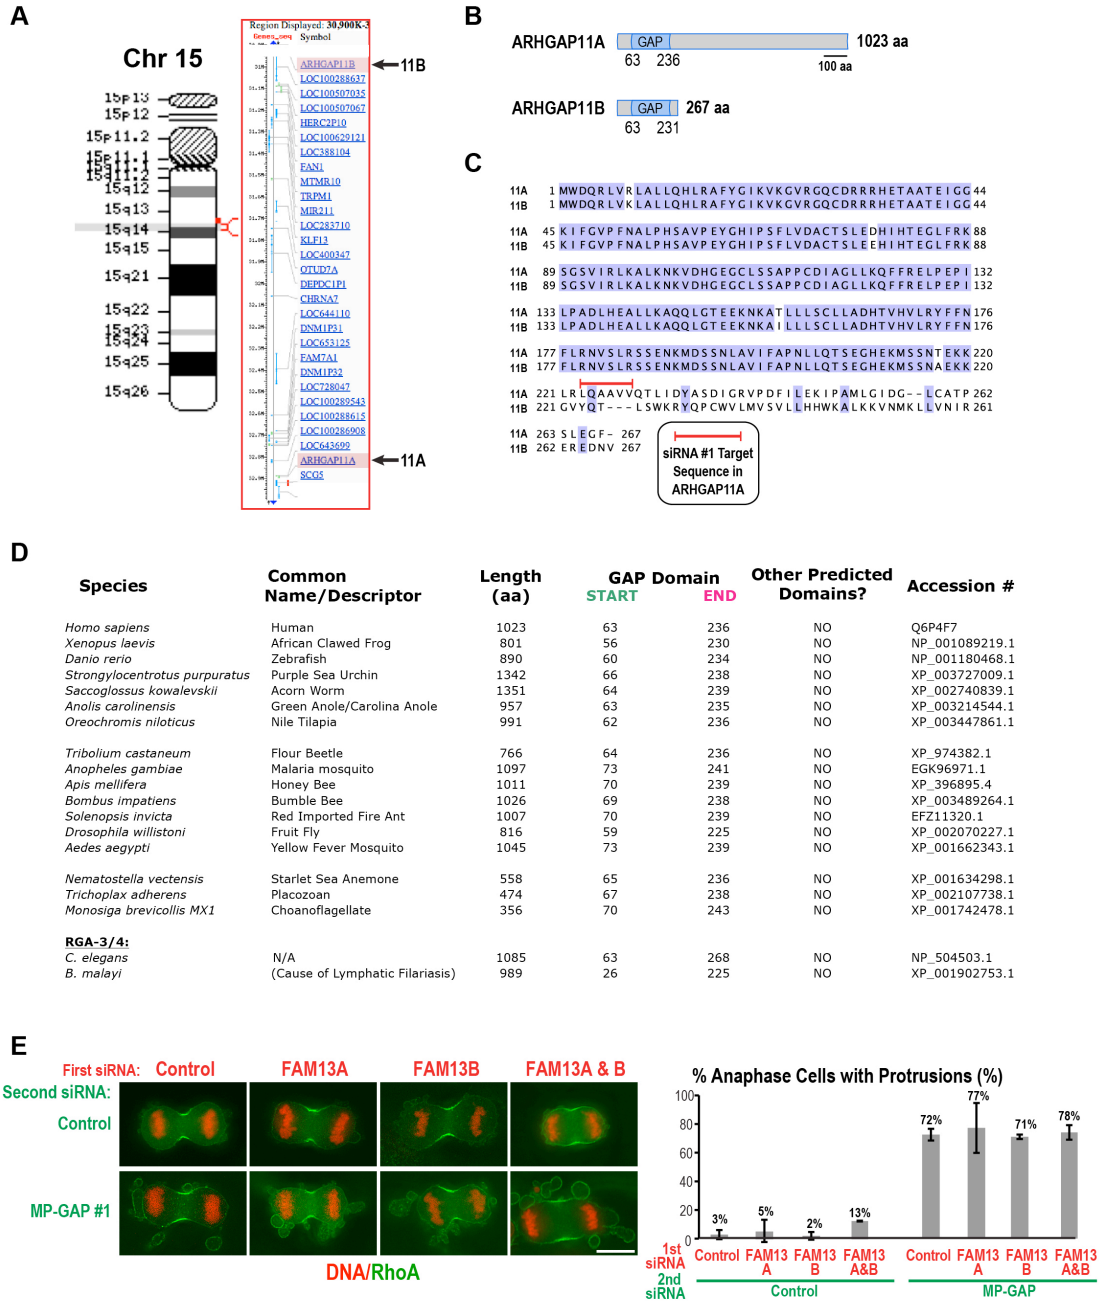 A
Chr 15
15p13
15p12
15p11.2
15p11.1
15q11.1
15q11.2
15q12
15q13
15q14
15q15
15q21
15q22
15q23
15q24
15q25
15q26
Region Displayed: 30,900K-3
Genes_seq Symbol
ARHGAP11B
LOC100288637
LOC100507035
LOC100507067
HERC2P10
LOC100629121
LOC388104
FAN1
MTMR10
TRPM1
MIR211
LOC283710
KLF13
LOC400347
OTUD7A
DEPDC1P1
CHRNA7
LOC644110
DNM1P31
LOC653125
FAM7A1
DNM1P32
LOC728047
LOC100289543
LOC100288615
LOC100286908
LOC643699
ARHGAP11A
SCG5
11B
11A
B
ARHGAP11A GAP 1023 aa
63 236 100 aa
ARHGAP11B GAP 267 aa
63 231
C
11A 1 MWDQRLVRLALLQHLRAFYGIKVKGVRGQCDRRRHETAATEIGG 44
11B 1 MWDQRLVKLALLQHLRAFYGIKVKGVRGQCDRRRHETAATEIGG 44
11A 45 KIFGVPFNALPHSAVPEYGHIPSFLVDACTSLEDHIHTEGLFRK 88
11B 45 KIFGVPFNALPHSAVPEYGHIPSFLVDACTSLEEHIHTEGLFRK 88
11A 89 SGSVIRLKALKNKVDHGEGCLSSAPPCDIAGLLKQFFRELPEPI 132
11B 89 SGSVIRLKALKNKVDHGEGCLSSAPPCDIAGLLKQFFRELPEPI 132
11A 133 LPADLHEALLKAQQLGTEEKNKATLLLSCLLADHTVHVLRYFFN 176
11B 133 LPADLHEALLKAQQLGTEEKNKAILLLSCLLADHTVHVLRYFFN 176
11A 177 FLRNVSLRSSENKMDSSNLAVIFAPNLLQTSEGHEKMSSNTEKK 220
11B 177 FLRNVSLRSSENKMDSSNLAVIFAPNLLQTSEGHEKMSSNAEKK 220
11A 221 LRLQAAVVQTLIDYASDIGRVPDFILEKIPAMLGIDG--LCATP 262
11B 221 GVYQT---LSWKRYQPCWVLMVSVLLHHWKALKKVNMKLLVNIR 261
11A 263 SLEGF- 267
11B 262 EREDNV 267
siRNA #1 Target
Sequence in
ARHGAP11A
D
Species Common Name/Descriptor Length (aa) GAP Domain START END Other Predicted Domains? Accession #
Homo sapiens Human 1023 63 236 NO Q6P4F7
Xenopus laevis African Clawed Frog 801 56 230 NO NP_001089219.1
Danio rerio Zebrafish 890 60 234 NO NP_001180468.1
Strongylocentrotus purpuratus Purple Sea Urchin 1342 66 238 NO XP_003727009.1
Saccoglossus kowalevskii Acorn Worm 1351 64 239 NO XP_002740839.1
Anolis carolinensis Green Anole/Carolina Anole 957 63 235 NO XP_003214544.1
Oreochromis niloticus Nile Tilapia 991 62 236 NO XP_003447861.1
Tribolium castaneum Flour Beetle 766 64 236 NO XP_974382.1
Anopheles gambiae Malaria mosquito 1097 73 241 NO EGK96971.1
Apis mellifera Honey Bee 1011 70 239 NO XP_396895.4
Bombus impatiens Bumble Bee 1026 69 238 NO XP_003489264.1
Solenopsis invicta Red Imported Fire Ant 1007 70 239 NO EFZ11320.1
Drosophila willistoni Fruit Fly 816 59 225 NO XP_002070227.1
Aedes aegypti Yellow Fever Mosquito 1045 73 239 NO XP_001662343.1
Nematostella vectensis Starlet Sea Anemone 558 65 236 NO XP_001634298.1
Trichoplax adherens Placozoan 474 67 238 NO XP_002107738.1
Monosiga brevicollis MX1 Choanoflagellate 356 70 243 NO XP_001742478.1
RGA-3/4:
C. elegans N/A 1085 63 268 NO NP_504503.1
B. malayi (Cause of Lymphatic Filariasis) 989 26 225 NO XP_001902753.1
E
First siRNA: Control FAM13A FAM13B FAM13A & B
Second siRNA:
Control
MP-GAP #1
DNA/RhoA
% Anaphase Cells with Protrusions (%)
100
80
60
40
20
0
3% 5% 2% 13% 72% 77% 71% 78%
1st siRNA Control FAM13 A FAM13 B FAM13 A&B Control FAM13 A FAM13 B FAM13 A&B
2nd siRNA Control MP-GAP